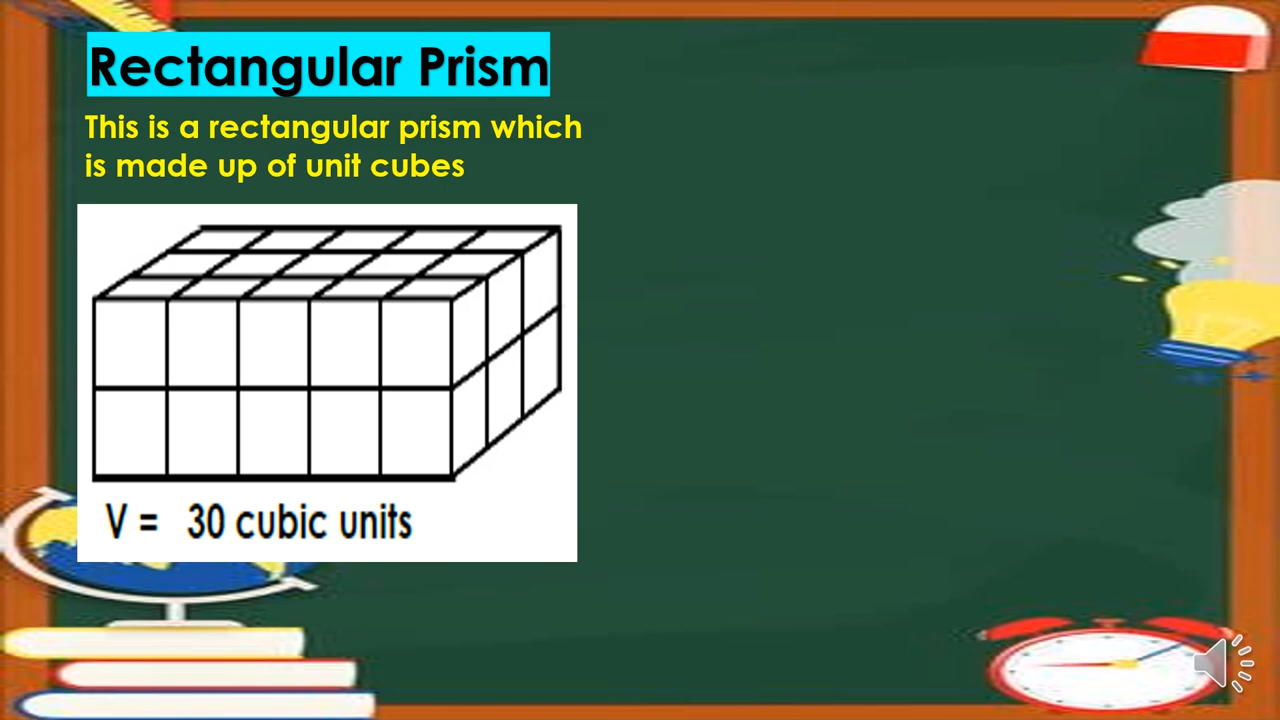 Rectangular Prism
This is a rectangular prism which
is made up of unit cubes
V = 30 cubic units